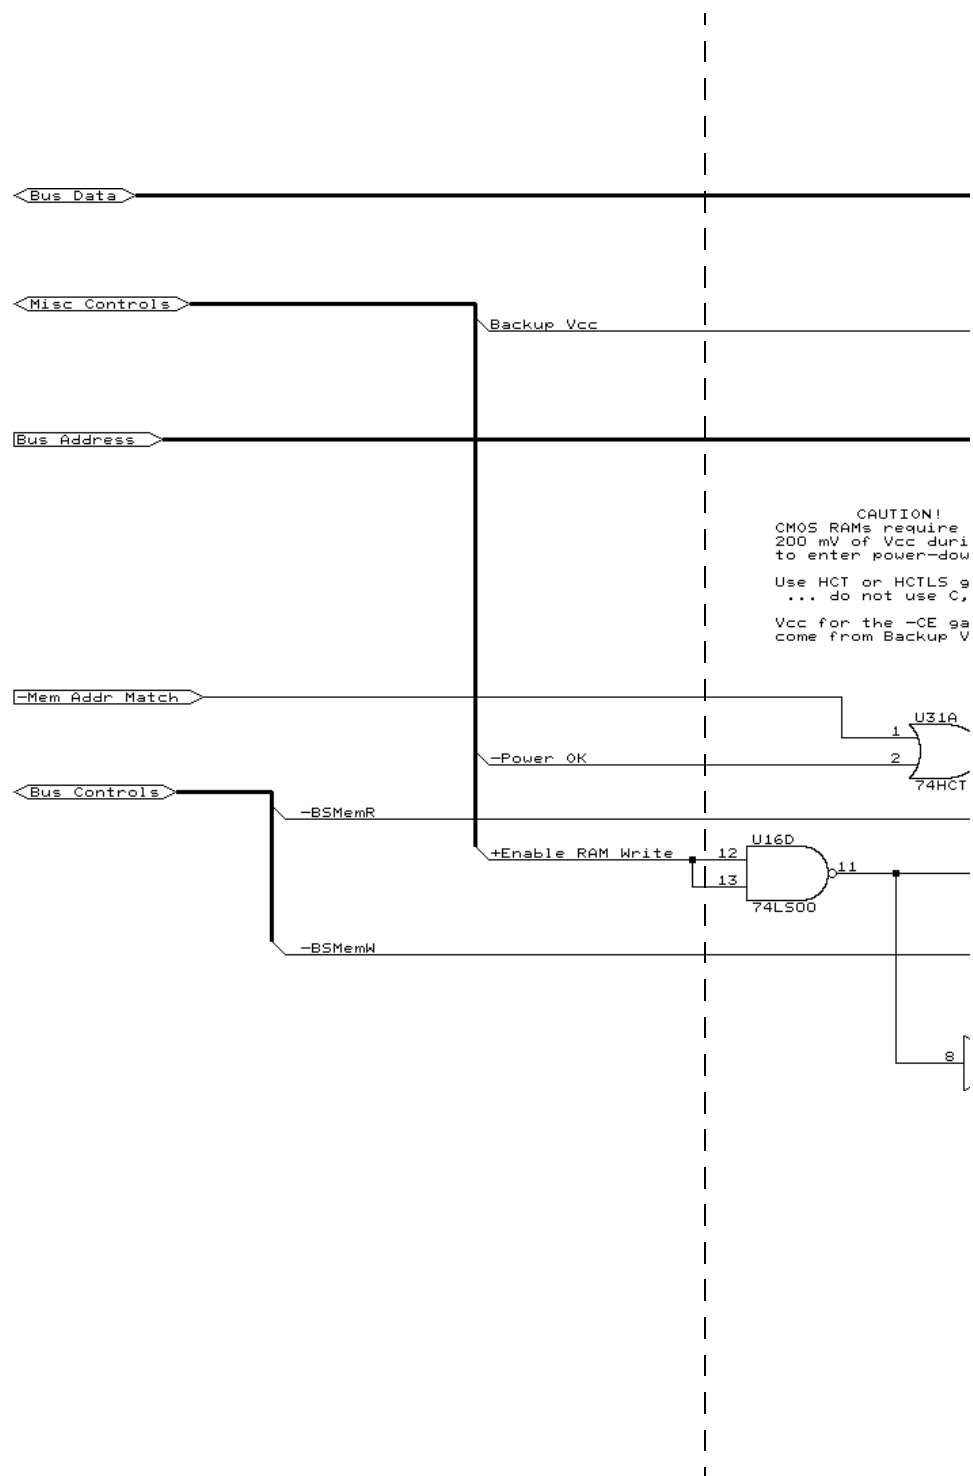 Bus Data
Misc Controls
Backup Vcc
Bus Address
CAUTION!
CMOS RAMs require
200 mV of Vcc duri
to enter power-dow
Use HCT or HCTLS g
... do not use C,
Vcc for the -CE ga
come from Backup V
-Mem Addr Match
U31A
1
-Power OK
2
74HCT
Bus Controls
-BSMemR
U16D
+Enable RAM Write
12
11
13
74LS00
-BSMemW
8